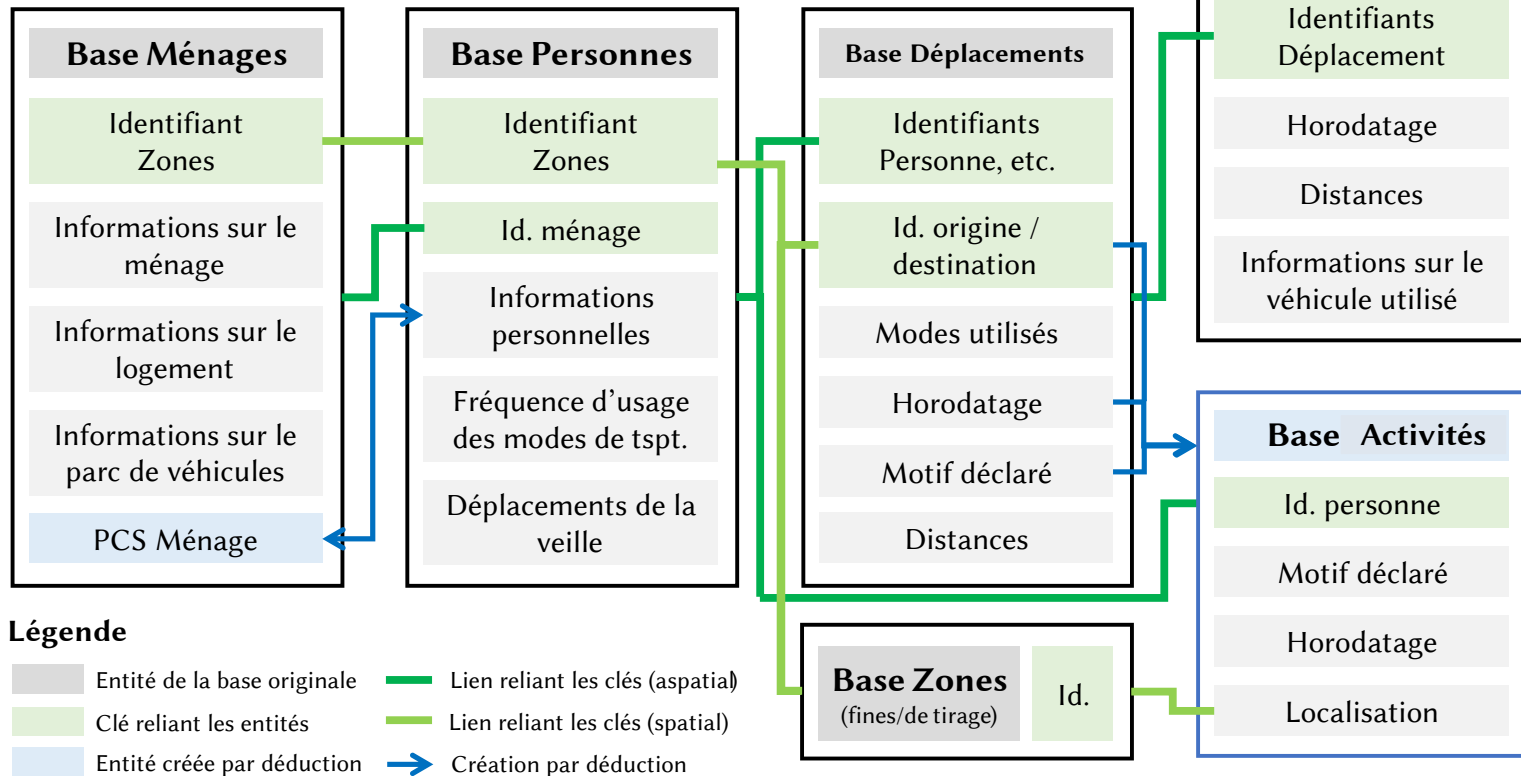 Base Ménages
Identifiant
Zones
Informations sur le
ménage
Informations sur le
logement
Informations sur le
parc de véhicules
PCS Ménage
Base Personnes
Identifiant
Zones
Id. ménage
Informations
personnelles
Fréquence d’usage
des modes de tspt.
Déplacements de la
veille
Base Déplacements
Identifiants
Personne, etc.
Id. origine /
destination
Modes utilisés
Horodatage
Motif déclaré
Distances
Identifiants
Déplacement
Horodatage
Distances
Informations sur le
véhicule utilisé
Base Activités
Id. personne
Motif déclaré
Horodatage
Localisation
Base Zones
(fines/de tirage)
Id.
Légende
Entité de la base originale
Clé reliant les entités
Entité créée par déduction
Lien reliant les clés (aspatial)
Lien reliant les clés (spatial)
Création par déduction